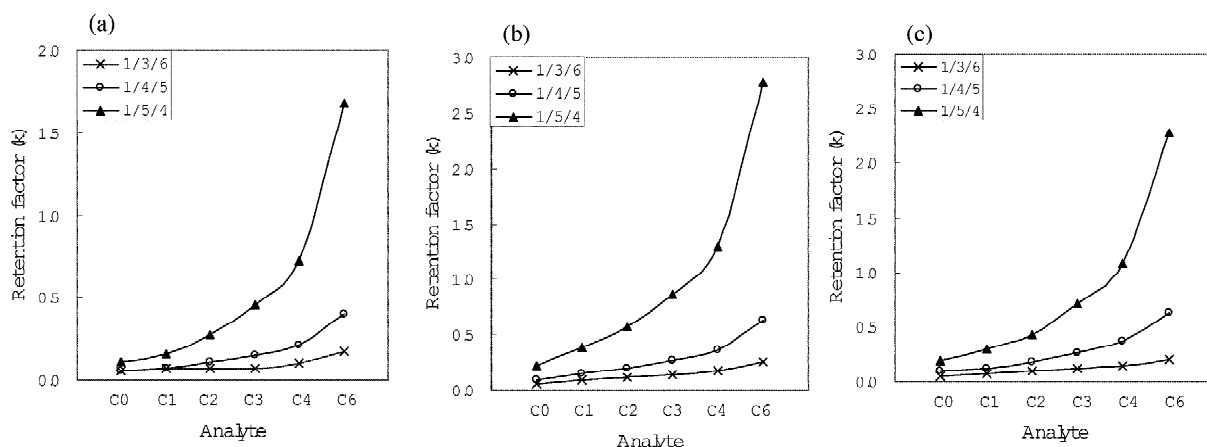 (a)
2.0
1/3/6
1/4/5
1/5/4
1.5
1.0
0.5
0.0
Retention factor (k)
C0 C1 C2 C3 C4 C6
Analyte
(b)
3.0
1/3/6
1/4/5
1/5/4
2.5
2.0
1.5
1.0
0.5
0.0
Retention factor (k)
C0 C1 C2 C3 C4 C6
Analyte
(c)
3.0
1/3/6
1/4/5
1/5/4
2.5
2.0
1.5
1.0
0.5
0.0
Retention factor (k)
C0 C1 C2 C3 C4 C6
Analyte